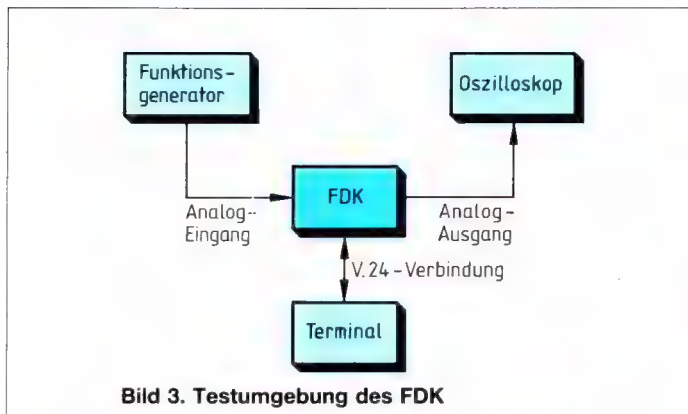 Funktions-
generator
Oszilloskop
FDK
Analog-
Eingang
Analog-
Ausgang
V.24-Verbindung
Terminal
Bild 3. Testumgebung des FDK